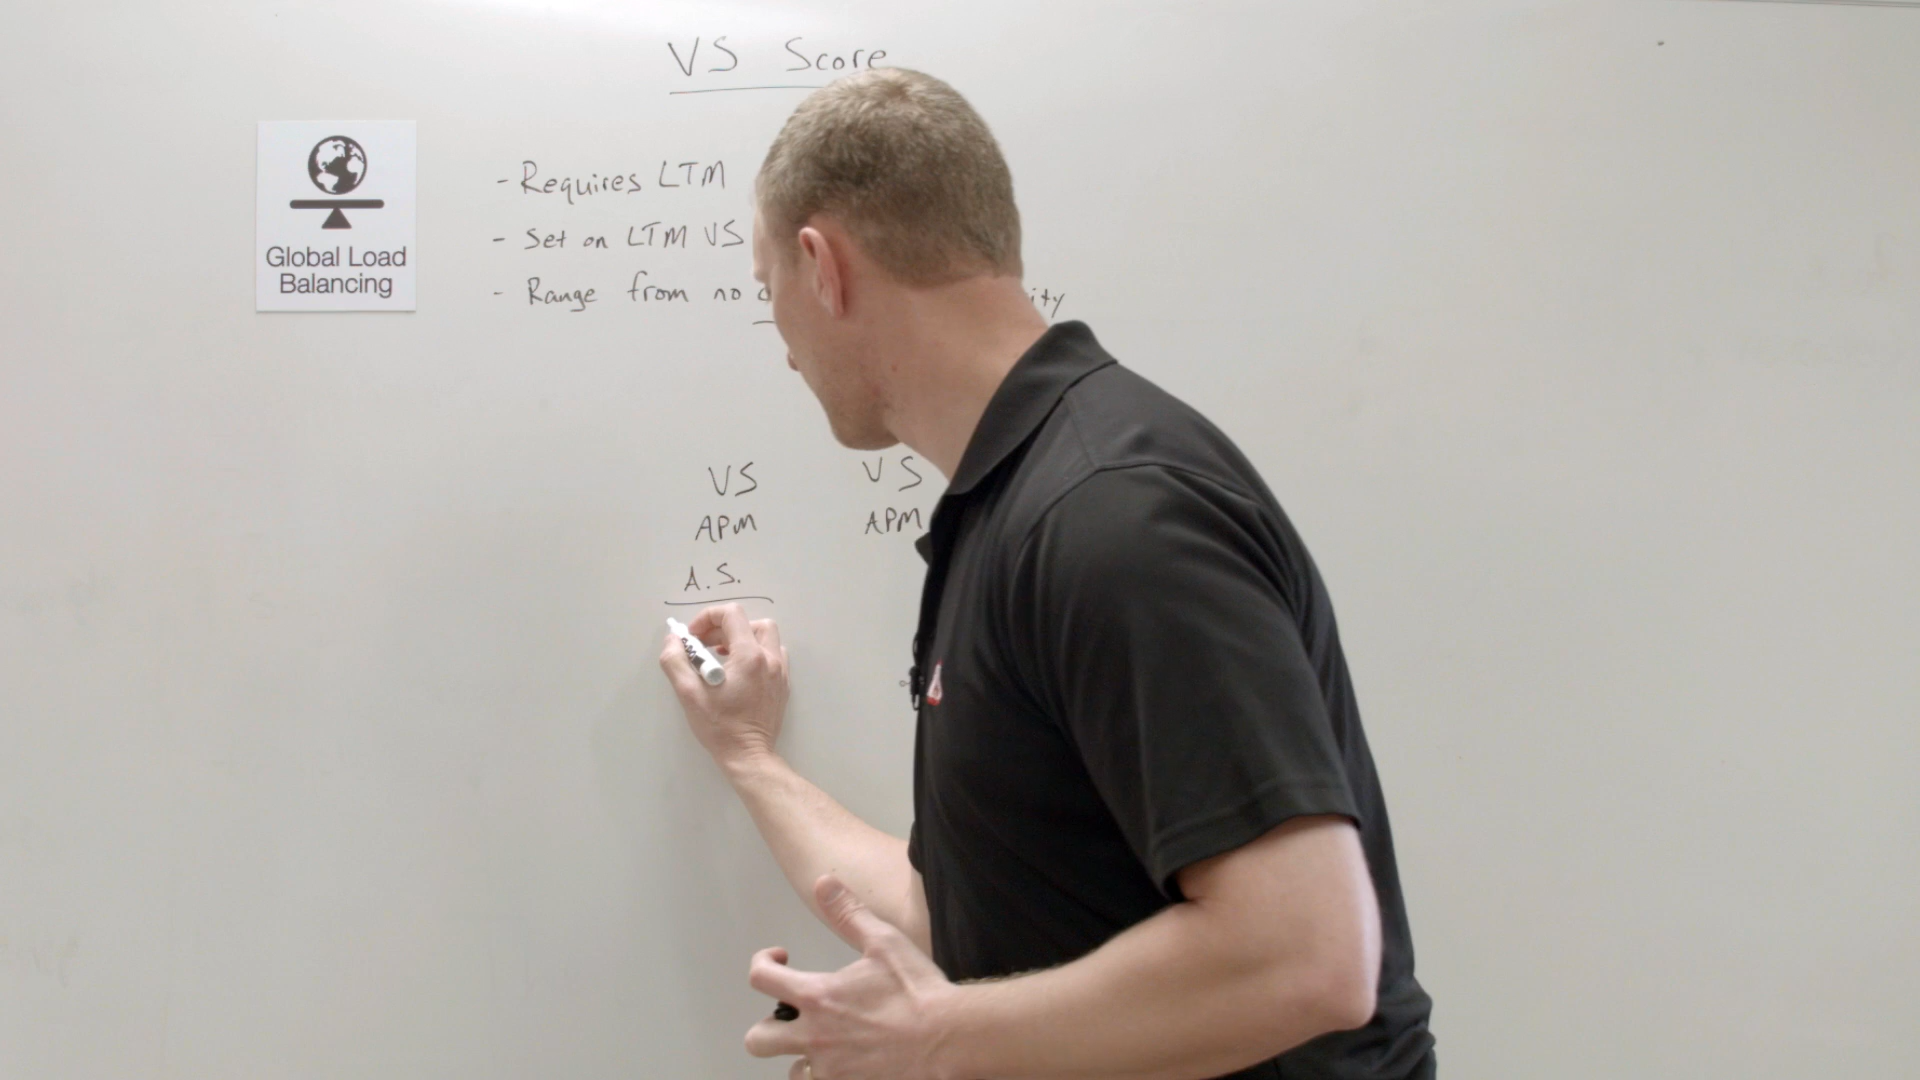 VS Score
Global Load
Balancing
- Requires LTM
- Set on LTM VS
- Range from no
VS VS
APM APM
A.S.